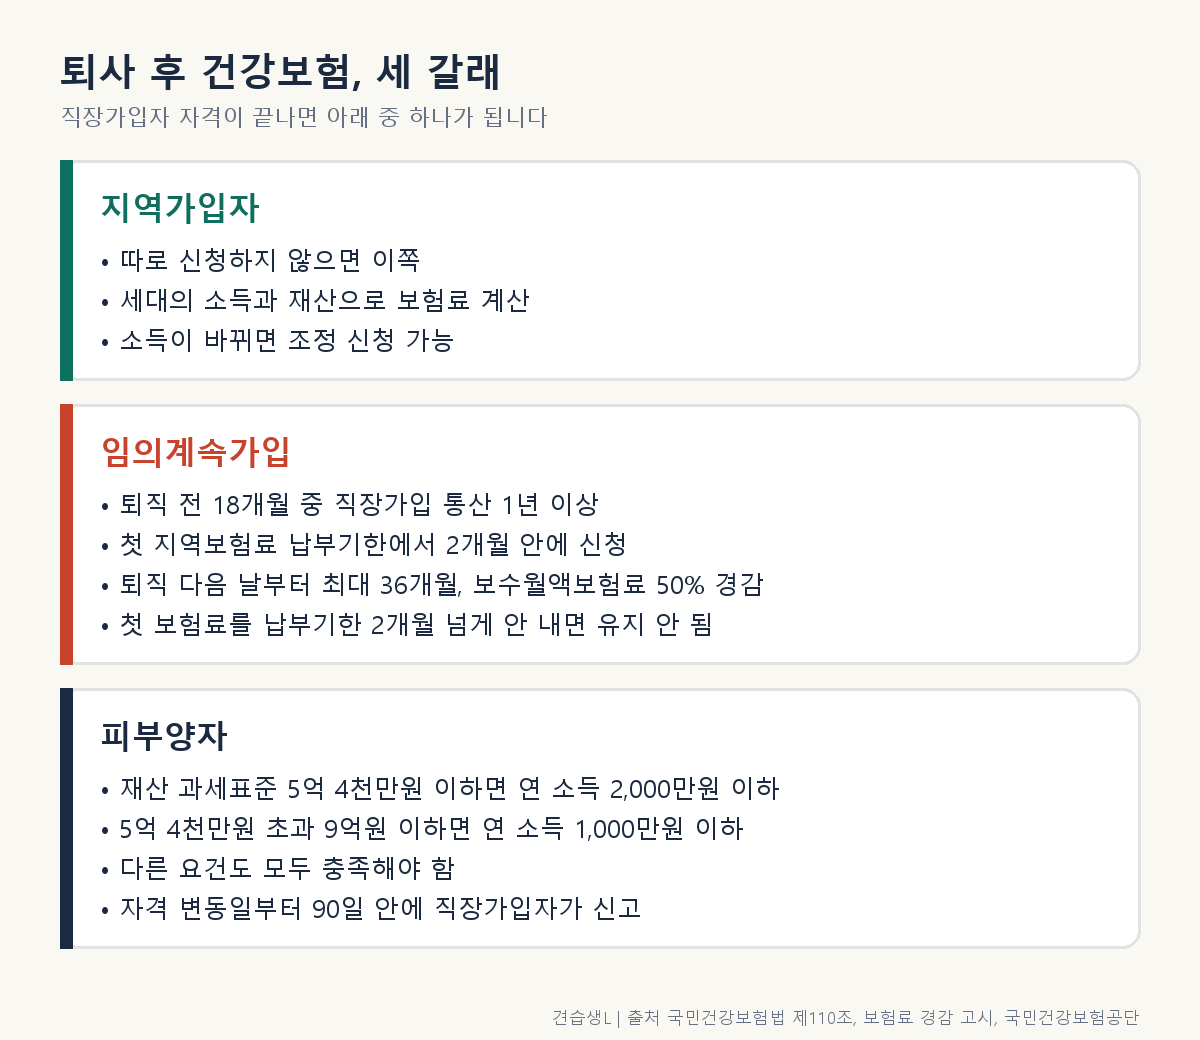 퇴사 후 건강보험, 세 갈래
직장가입자 자격이 끝나면 아래 중 하나가 됩니다
지역가입자
• 따로 신청하지 않으면 이쪽
• 세대의 소득과 재산으로 보험료 계산
• 소득이 바뀌면 조정 신청 가능
임의계속가입
• 퇴직 전 18개월 중 직장가입 통산 1년 이상
• 첫 지역보험료 납부기한에서 2개월 안에 신청
• 퇴직 다음 날부터 최대 36개월, 보수월액보험료 50% 경감
• 첫 보험료를 납부기한 2개월 넘게 안 내면 유지 안 됨
피부양자
• 재산 과세표준 5억 4천만원 이하면 연 소득 2,000만원 이하
• 5억 4천만원 초과 9억원 이하면 연 소득 1,000만원 이하
• 다른 요건도 모두 충족해야 함
• 자격 변동일부터 90일 안에 직장가입자가 신고
견습생L | 출처 국민건강보험법 제110조, 보험료 경감 고시, 국민건강보험공단